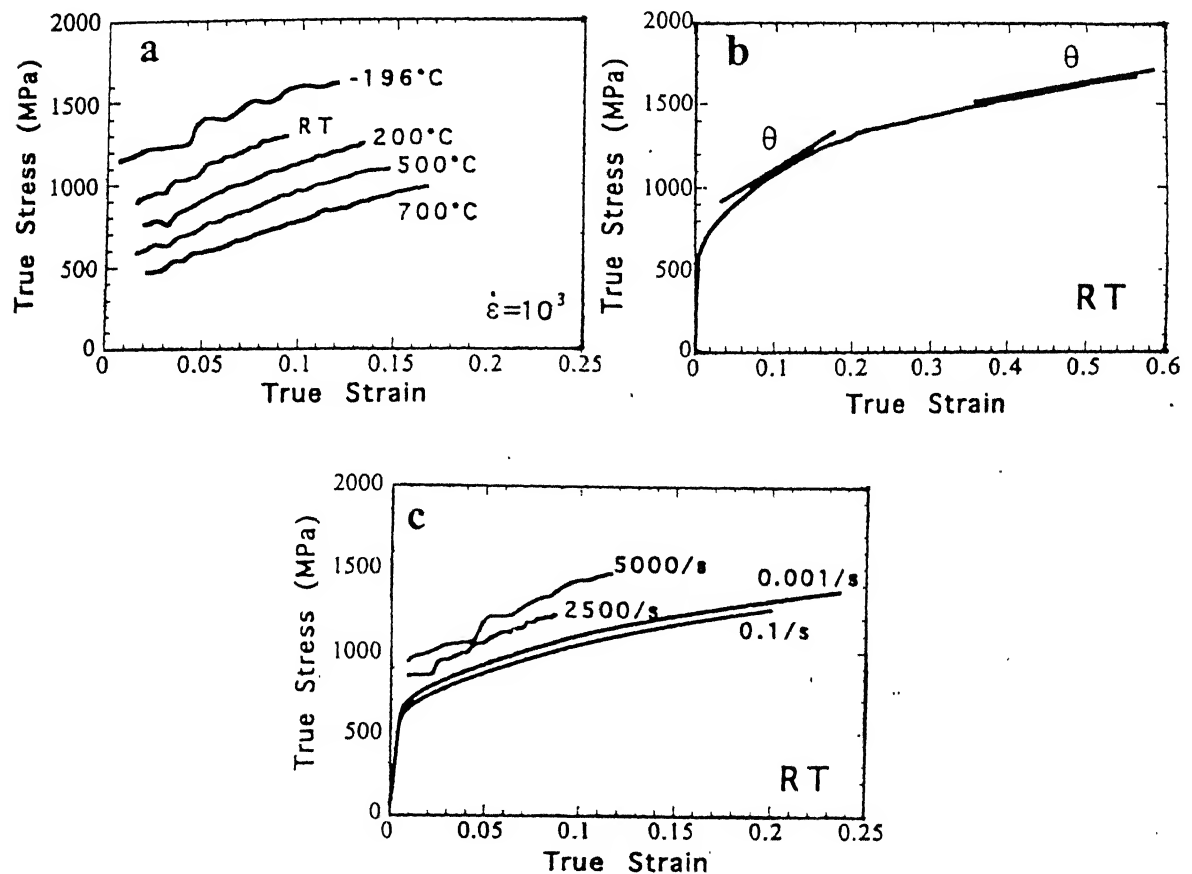 a
2000
1500
1000
500
0
True Stress (MPa)
-196°C
RT
200°C
500°C
700°C
ε̇=10³
0
0.05
0.1
0.15
0.2
0.25
True Strain
b
2000
1500
1000
500
0
True Stress (MPa)
θ
θ
RT
0
0.1
0.2
0.3
0.4
0.5
0.6
True Strain
c
2000
1500
1000
500
0
True Stress (MPa)
5000/s
2500/s
0.001/s
0.1/s
RT
0
0.05
0.1
0.15
0.2
0.25
True Strain